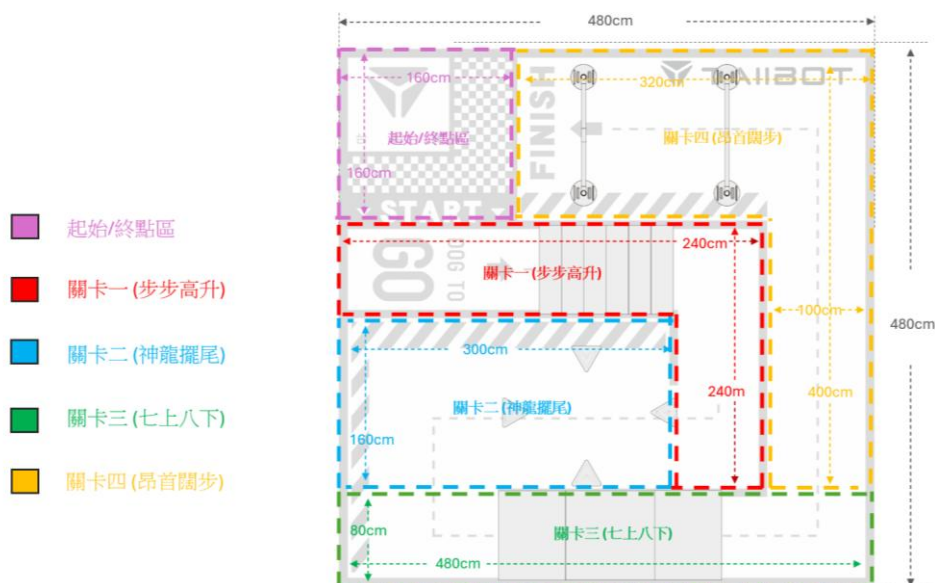 480cm
160cm
TAIIBOT
320cm
FINISH
起始/終點區
關卡四 (昂首闊步)
160cm
START
起始/終點區
240cm
GO
DOG TO
關卡一 (步步高升)
關卡一 (步步高升)
100cm
480cm
關卡二 (神龍擺尾)
300cm
240m
400cm
關卡二 (神龍擺尾)
160cm
關卡三 (七上八下)
關卡四 (昂首闊步)
80cm
關卡三 (七上八下)
480cm